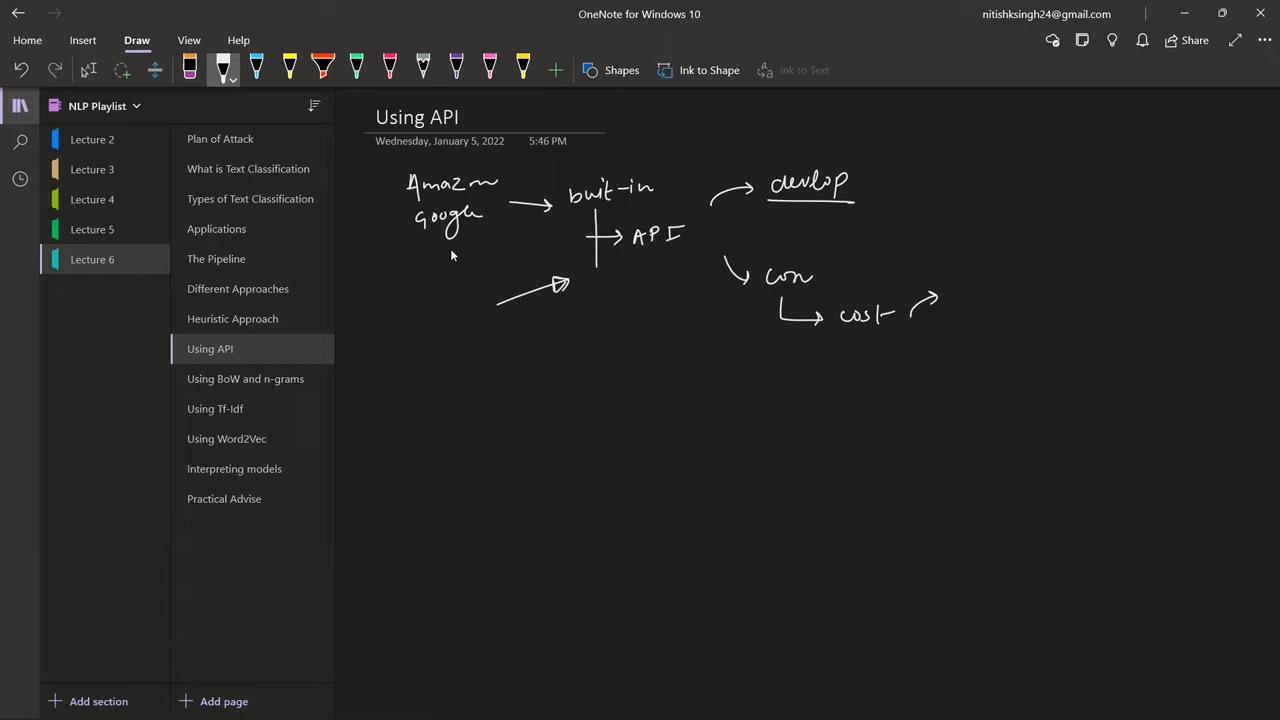 OneNote for Windows 10
nitishksingh24@gmail.com
Home Insert Draw View Help
Share
Shapes
Ink to Shape
Ink to Text
NLP Playlist
Lecture 2
Lecture 3
Lecture 4
Lecture 5
Lecture 6
Plan of Attack
What is Text Classification
Types of Text Classification
Applications
The Pipeline
Different Approaches
Heuristic Approach
Using API
Using BoW and n-grams
Using Tf-Idf
Using Word2Vec
Interpreting models
Practical Advise
Add section
Add page
Using API
Wednesday, January 5, 2022 5:46 PM
Amazon
Google
built-in
API
devlop
con
cost